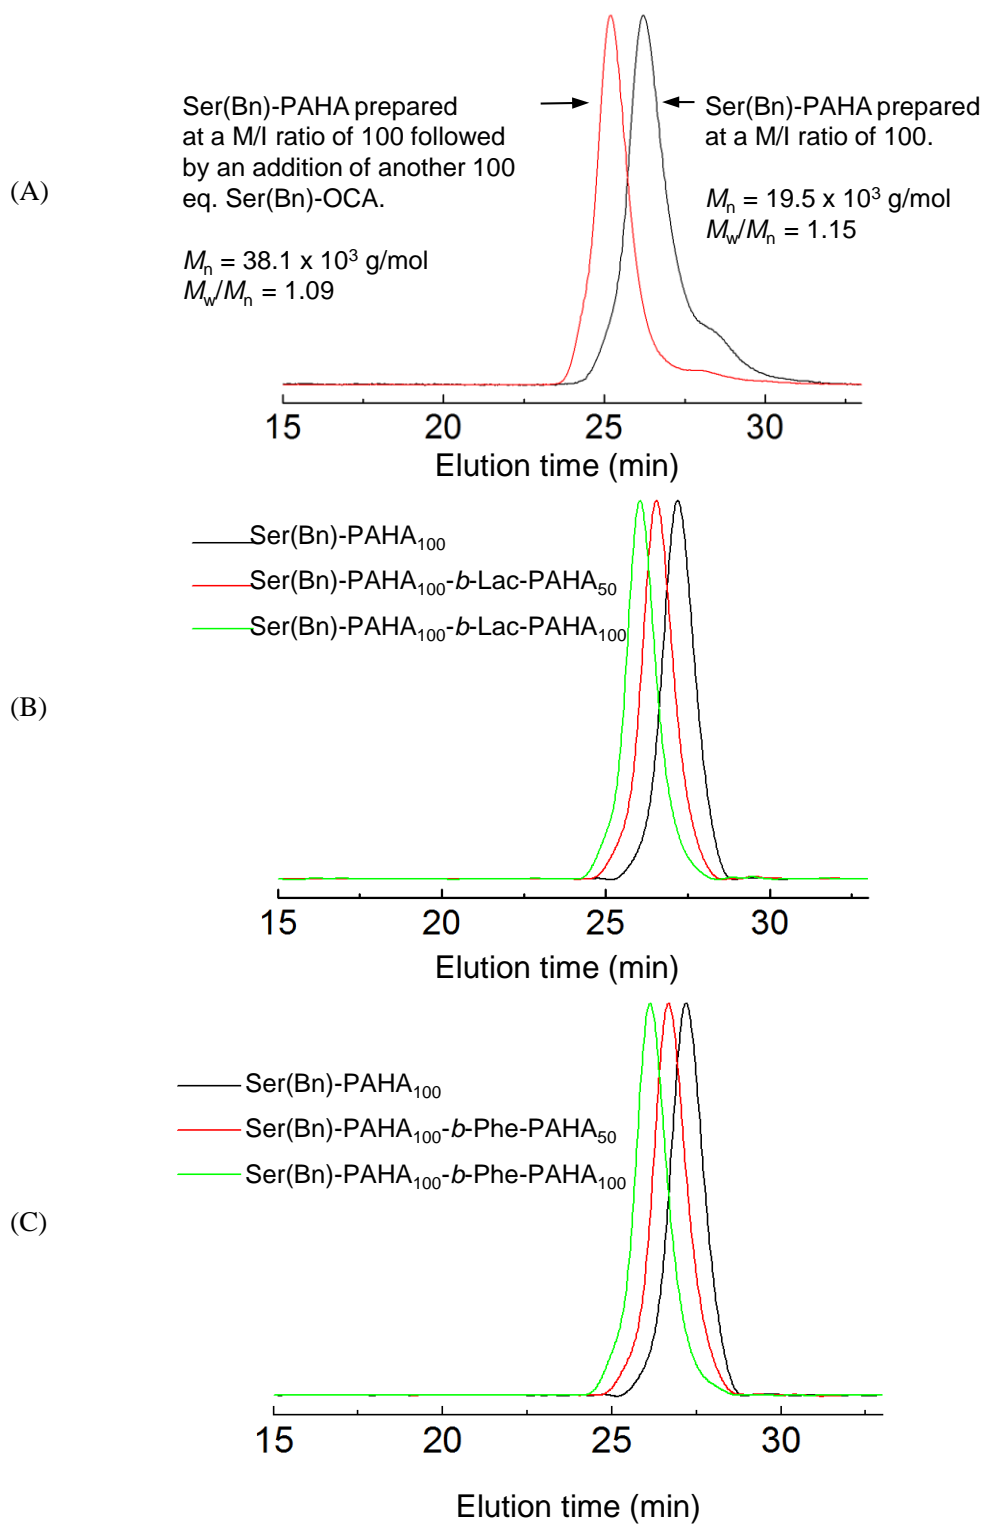 (A)
Ser(Bn)-PAHA prepared
at a M/I ratio of 100 followed
by an addition of another 100
eq. Ser(Bn)-OCA.
Mₙ = 38.1 x 10³ g/mol
M_w/Mₙ = 1.09
Ser(Bn)-PAHA prepared
at a M/I ratio of 100.
Mₙ = 19.5 x 10³ g/mol
M_w/Mₙ = 1.15
15 20 25 30
Elution time (min)
(B)
Ser(Bn)-PAHA₁₀₀
Ser(Bn)-PAHA₁₀₀-b-Lac-PAHA₅₀
Ser(Bn)-PAHA₁₀₀-b-Lac-PAHA₁₀₀
15 20 25 30
Elution time (min)
(C)
Ser(Bn)-PAHA₁₀₀
Ser(Bn)-PAHA₁₀₀-b-Phe-PAHA₅₀
Ser(Bn)-PAHA₁₀₀-b-Phe-PAHA₁₀₀
15 20 25 30
Elution time (min)